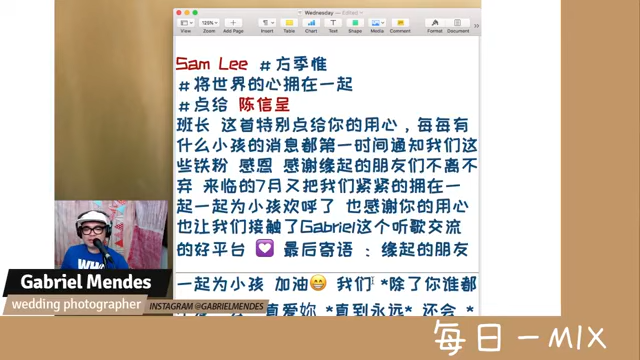 Wednesday — Edited
125%
View
Zoom
Add Page
Insert
Table
Chart
Text
Shape
Media
Comment
Format
Document
Sam Lee #方季惟
#将世界的心拥在一起
#点给 陈信呈
班长 这首特别点给你的用心，每每有
什么小孩的消息都第一时间通知我们这
些铁粉 感恩 感谢缘起的朋友们不离不
弃 来临的7月又把我们紧紧的拥在一
起一起为小孩欢呼了 也感谢你的用心
也让我们接触了Gabriel这个听歌交流
的好平台 💟 最后寄语 : 缘起的朋友
一起为小孩 加油😁 我们 *除了你谁都
真爱妳 *直到永远* 还会 *
Gabriel Mendes
wedding photographer
INSTAGRAM @GABRIELMENDES
每日一MIX